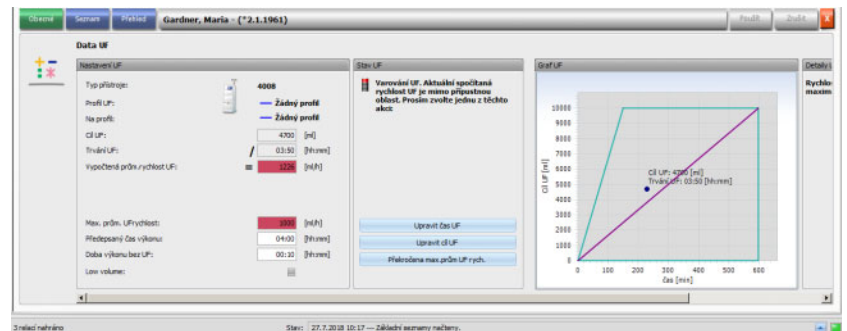 Obecné Seznam Přehled Gardner, Maria - (*2.1.1961) Použít Zrušit X
Data UF
Nastavení UF
Typ přístroje: 4008
Profil UF: Žádný profil
Na profil: Žádný profil
Cíl UF: 4700 [ml]
Trvání UF: / 03:50 [hh:mm]
Vypočtená prům.rychlost UF: = 1226 [ml/h]
Max. prům. UFrychlost: 1000 [ml/h]
Předepsaný čas výkonu: 04:00 [hh:mm]
Doba výkonu bez UF: 00:10 [hh:mm]
Low volume:
Stav UF
Varování UF. Aktuální spočítaná
rychlost UF je mimo přípustnou
oblast. Prosím zvolte jednu z těchto
akcí:
Upravit čas UF
Upravit cíl UF
Překročena max.prům UF rych.
Graf UF
Cíl UF [ml]
10000
9000
8000
7000
6000
5000
4000
3000
2000
1000
0
Cíl UF: 4700 [ml]
Trvání UF: 03:50 [hh:mm]
0 100 200 300 400 500 600
čas [min]
Detaily U
Rychlos
maxim
3 relací nahráno Stav: 27.7.2018 10:17 --- Základní seznamy načteny.